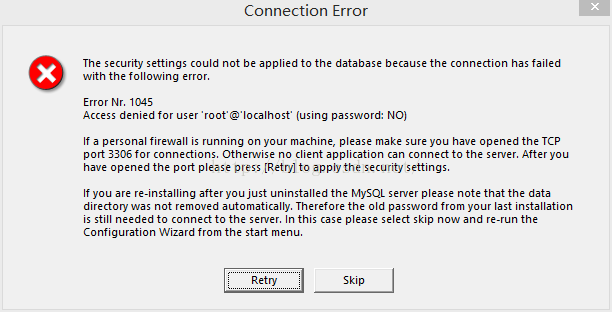 Connection Error
The security settings could not be applied to the database because the connection has failed
with the following error.
Error Nr. 1045
Access denied for user 'root'@'localhost' (using password: NO)
If a personal firewall is running on your machine, please make sure you have opened the TCP
port 3306 for connections. Otherwise no client application can connect to the server. After you
have opened the port please press [Retry] to apply the security settings.
If you are re-installing after you just uninstalled the MySQL server please note that the data
directory was not removed automatically. Therefore the old password from your last installation
is still needed to connect to the server. In this case please select skip now and re-run the
Configuration Wizard from the start menu.
Retry
Skip